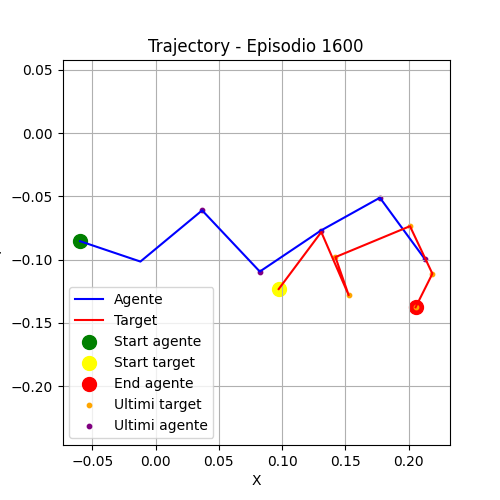 Trajectory - Episodio 1600
0.05
0.00
−0.05
−0.10
−0.15
−0.20
Agente
Target
Start agente
Start target
End agente
Ultimi target
Ultimi agente
−0.05
0.00
0.05
0.10
0.15
0.20
X